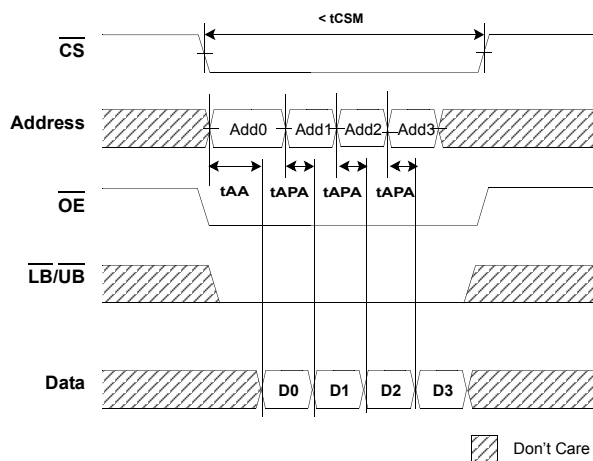 < tCSM
CS
Address
Add0 Add1 Add2 Add3
tAA tAPA tAPA tAPA
OE
LB/UB
Data
D0 D1 D2 D3
Don't Care